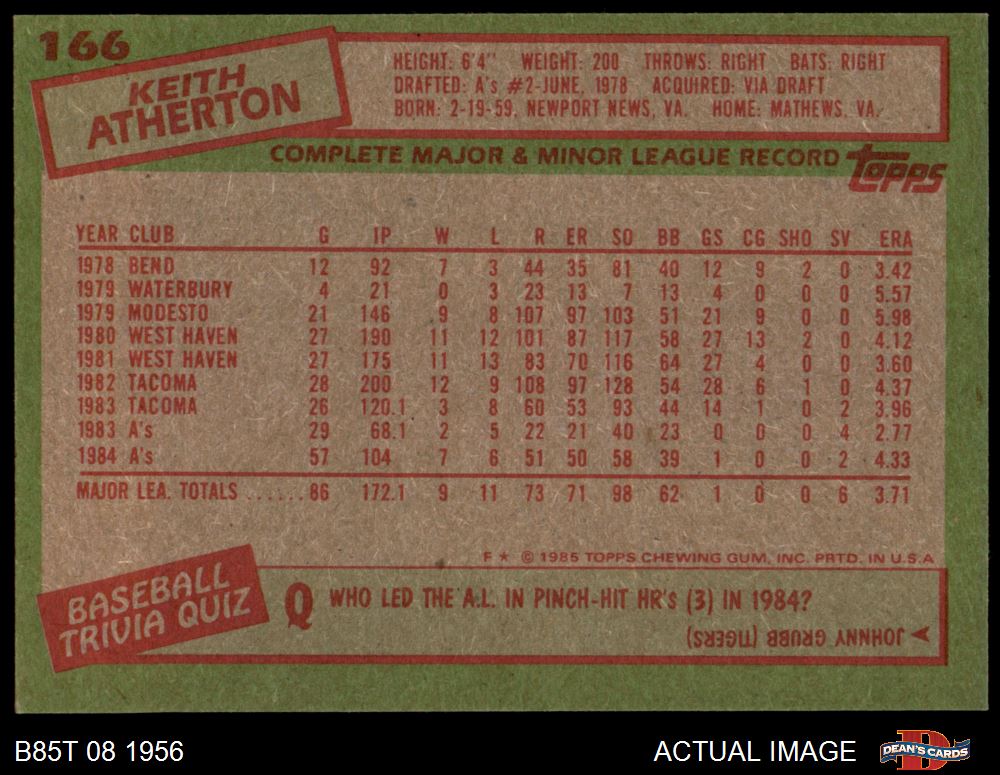 166
KEITH
ATHERTON
HEIGHT: 6'4" WEIGHT: 200 THROWS: RIGHT BATS: RIGHT
DRAFTED: A's #2-JUNE, 1978 ACQUIRED: VIA DRAFT
BORN: 2-19-59, NEWPORT NEWS, VA. HOME: MATHEWS, VA.
COMPLETE MAJOR & MINOR LEAGUE RECORD topps
YEAR CLUB G IP W L R ER SO BB GS CG SHO SV ERA
1978 BEND 12 92 7 3 44 35 81 40 12 9 2 0 3.42
1979 WATERBURY 4 21 0 3 23 13 7 13 4 0 0 0 5.57
1979 MODESTO 21 146 9 8 107 97 103 51 21 9 0 0 5.98
1980 WEST HAVEN 27 190 11 12 101 87 117 58 27 13 2 0 4.12
1981 WEST HAVEN 27 175 11 13 83 70 116 64 27 4 0 0 3.60
1982 TACOMA 28 200 12 9 108 97 128 54 28 6 1 0 4.37
1983 TACOMA 26 120.1 3 8 60 53 93 44 14 1 0 2 3.96
1983 A's 29 68.1 2 5 22 21 40 23 0 0 0 4 2.77
1984 A's 57 104 7 6 51 50 58 39 1 0 0 2 4.33
MAJOR LEA. TOTALS ...... 86 172.1 9 11 73 71 98 62 1 0 0 6 3.71
F ★ © 1985 TOPPS CHEWING GUM, INC. PRTD. IN U.S.A
BASEBALL
TRIVIA QUIZ
Q WHO LED THE A.L. IN PINCH-HIT HR's (3) IN 1984?
JOHNNY GRUBB (TIGERS)
B85T 08 1956
ACTUAL IMAGE
D
DEAN'S CARDS